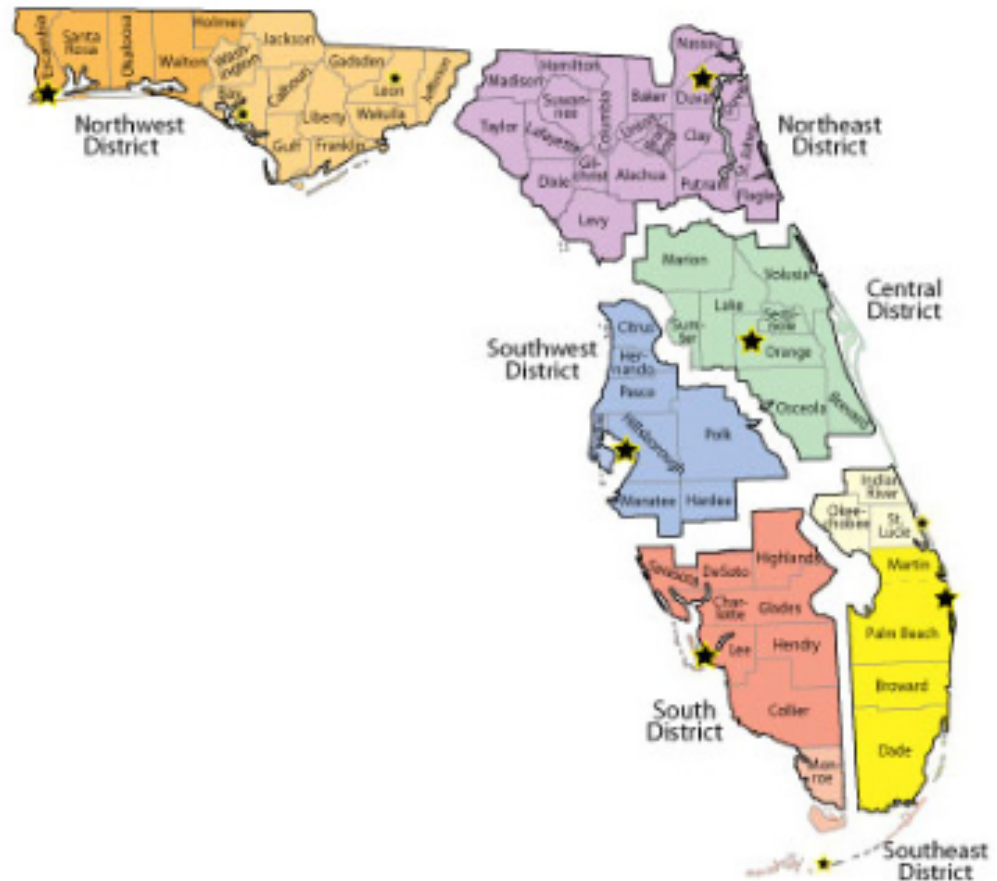 Escambia
Santa
Rosa
Okaloosa
Walton
Holmes
Wash-
ington
Bay
Jackson
Calhoun
Gulf
Gadsden
Liberty
Franklin
Leon
Wakulla
Jefferson
Northwest
District
Madison
Hamilton
Taylor
Suwan-
nee
Lafayette
Columbia
Dixie
Gil-
christ
Levy
Baker
Union
Alachua
Nassau
Duval
Clay
Putnam
Flagler
Northeast
District
Marion
Volusia
Lake
Sum-
ter
Semi-
nole
Orange
Osceola
Brevard
Central
District
Citrus
Her-
nando
Pasco
Hillsborough
Polk
Manatee
Hardee
Southwest
District
Sarasota
DeSoto
Highlands
Char-
lotte
Glades
Lee
Hendry
Collier
Mon-
roe
South
District
Indian
River
Okee-
chobee
St.
Lucie
Martin
Palm Beach
Broward
Dade
Southeast
District